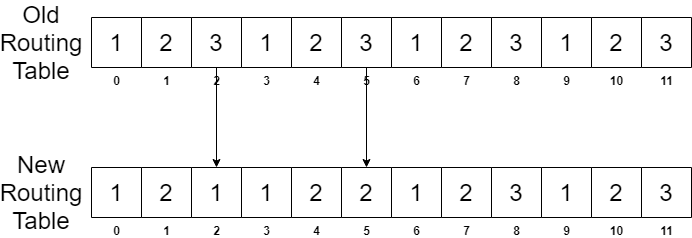 Old
Routing
Table
1 2 3 1 2 3 1 2 3 1 2 3
0 1 2 3 4 5 6 7 8 9 10 11
New
Routing
Table
1 2 1 1 2 2 1 2 3 1 2 3
0 1 2 3 4 5 6 7 8 9 10 11